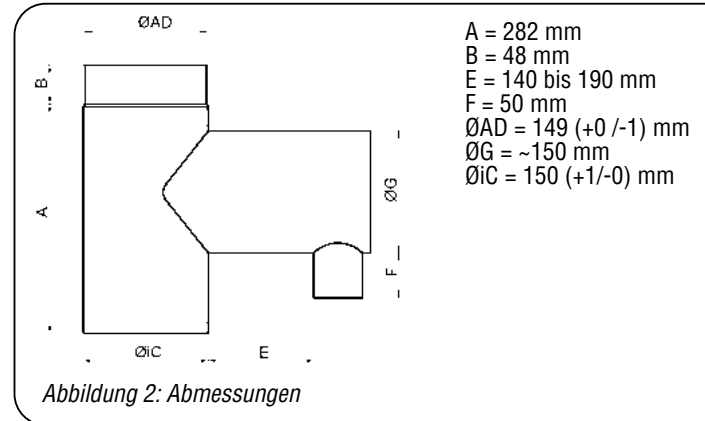 ØAD
B
A
ØG
F
ØiC
E
A = 282 mm
B = 48 mm
E = 140 bis 190 mm
F = 50 mm
ØAD = 149 (+0 /-1) mm
ØG = ~150 mm
ØiC = 150 (+1/-0) mm
Abbildung 2: Abmessungen